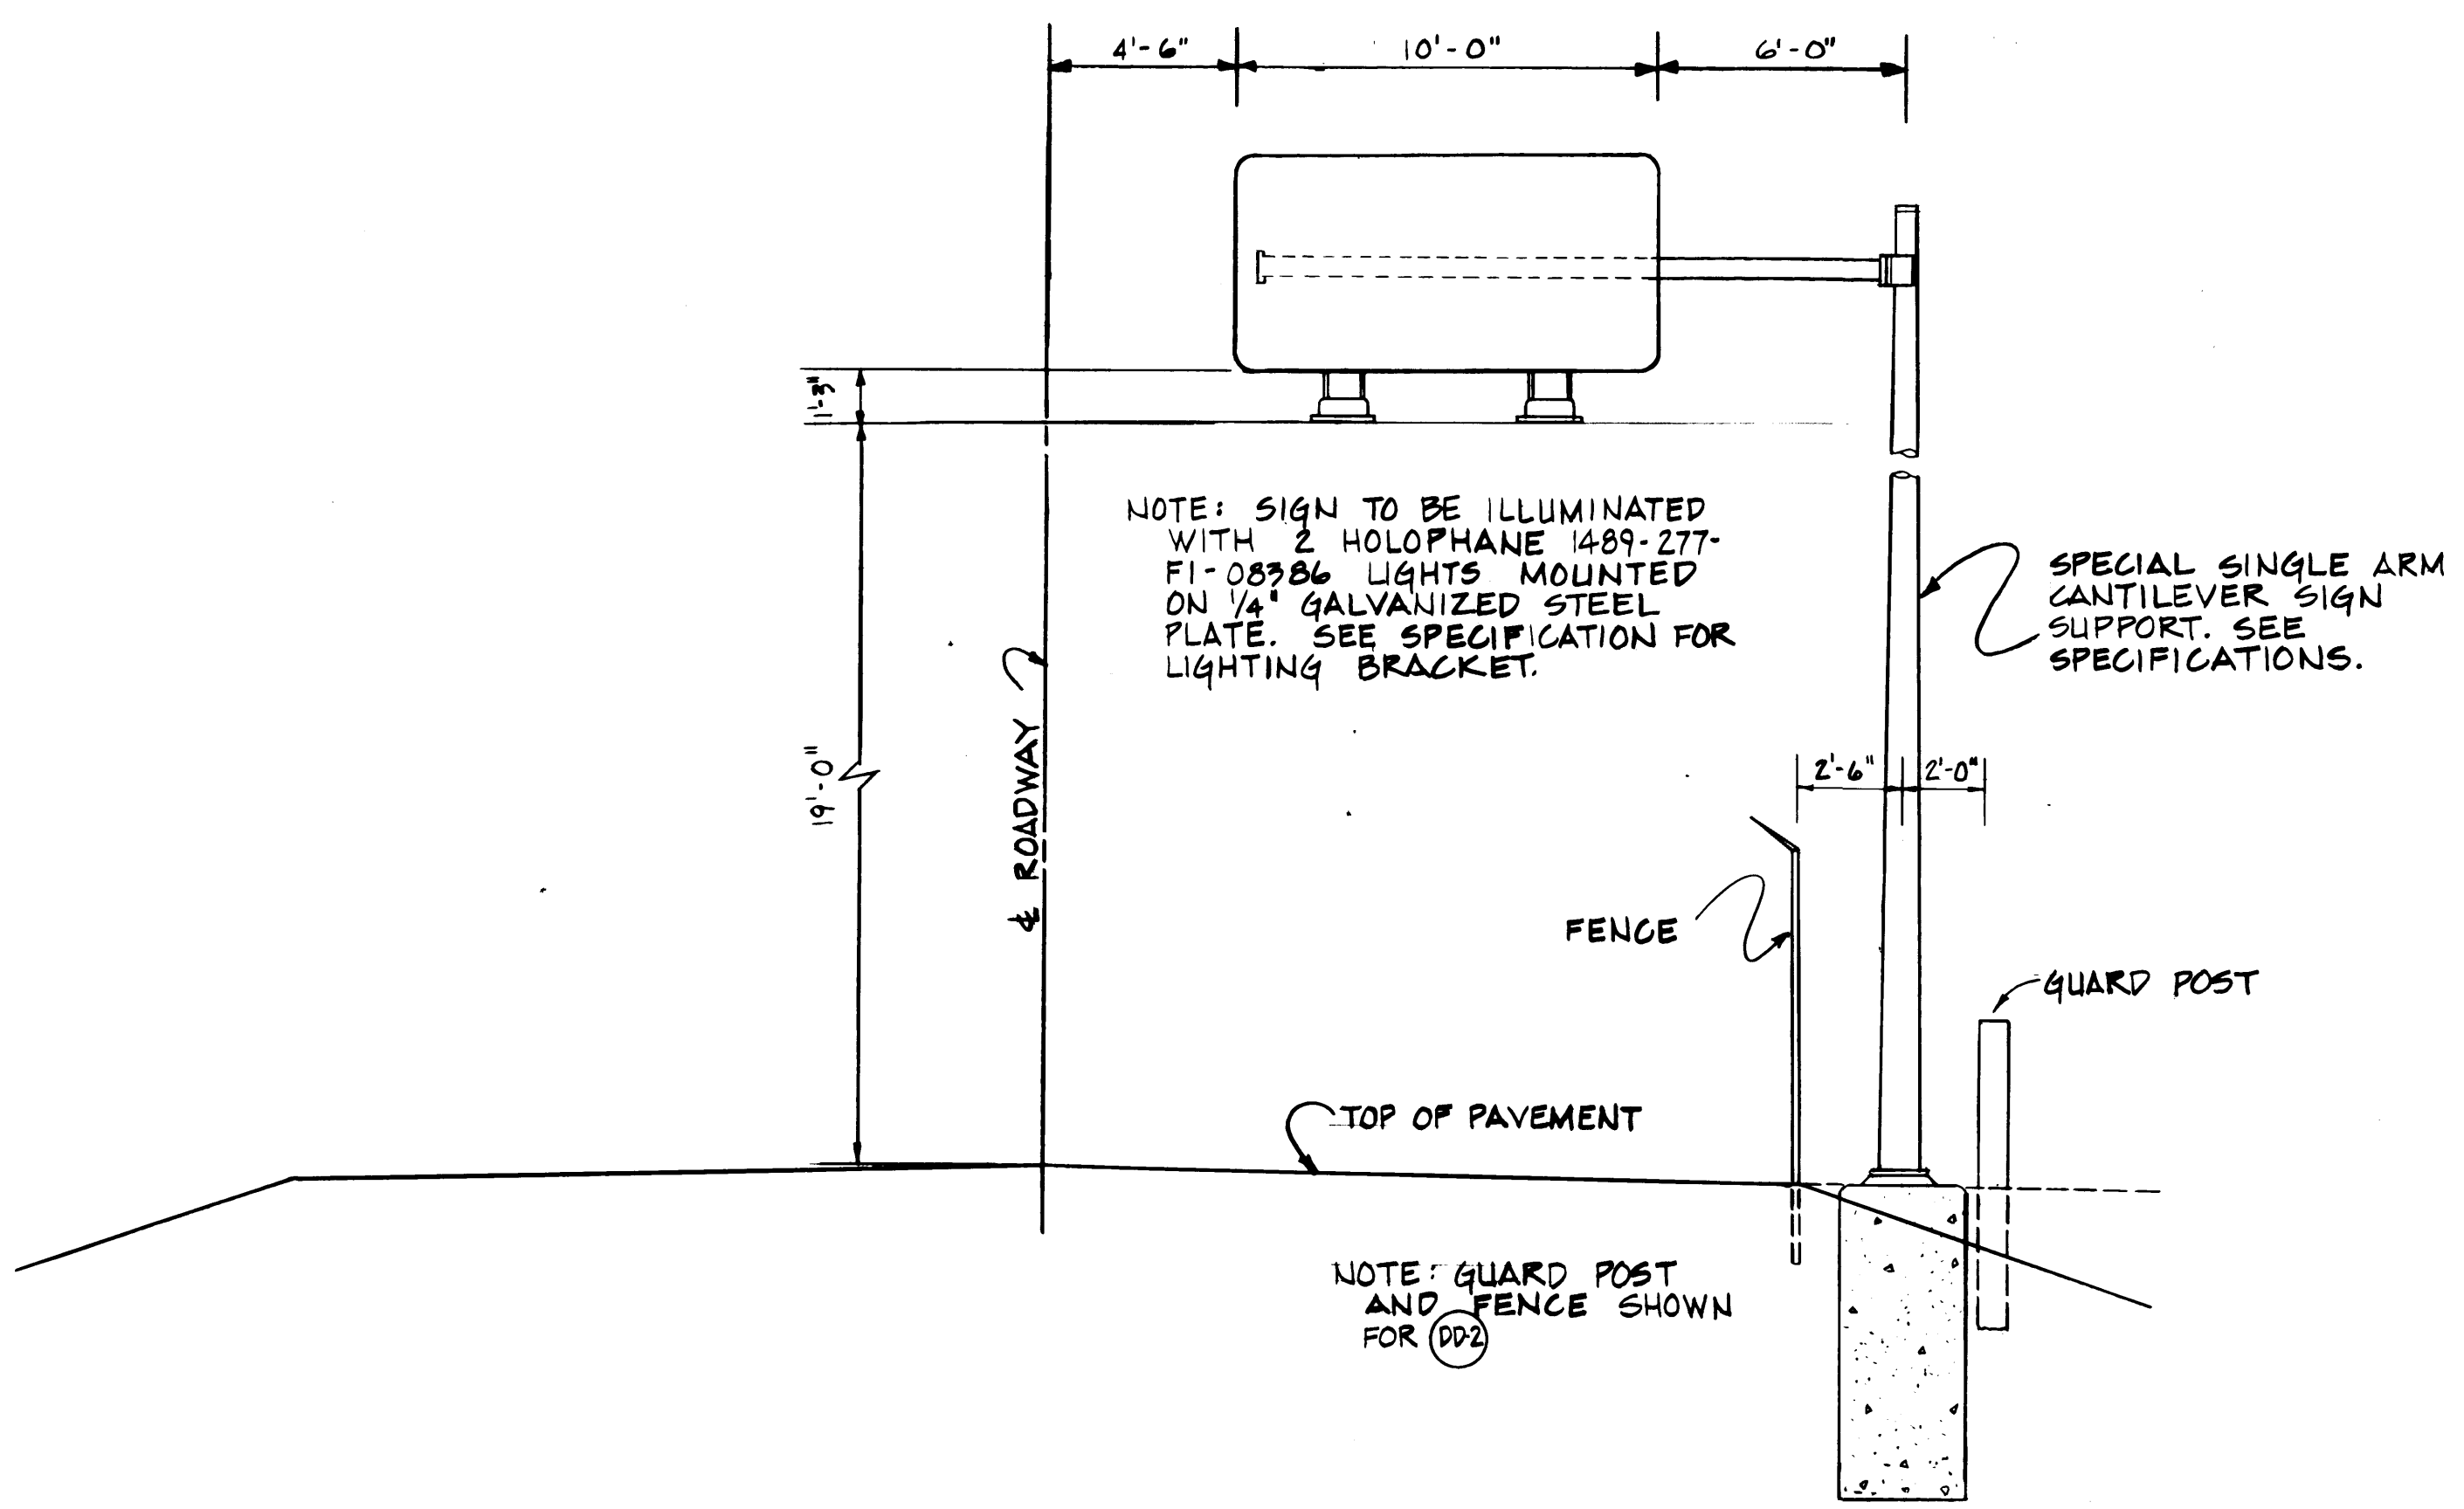 4'-6"
10'-0"
6'-0"
1'-3"
NOTE: SIGN TO BE ILLUMINATED
WITH 2 HOLOPHANE 1489-277-
F1-08386 LIGHTS MOUNTED
ON 1/4" GALVANIZED STEEL
PLATE. SEE SPECIFICATION FOR
LIGHTING BRACKET.
SPECIAL SINGLE ARM
CANTILEVER SIGN
SUPPORT. SEE
SPECIFICATIONS.
19'-0"
℄ ROADWAY
2'-6"
2'-0"
FENCE
GUARD POST
TOP OF PAVEMENT
NOTE: GUARD POST
AND FENCE SHOWN
FOR DD-2